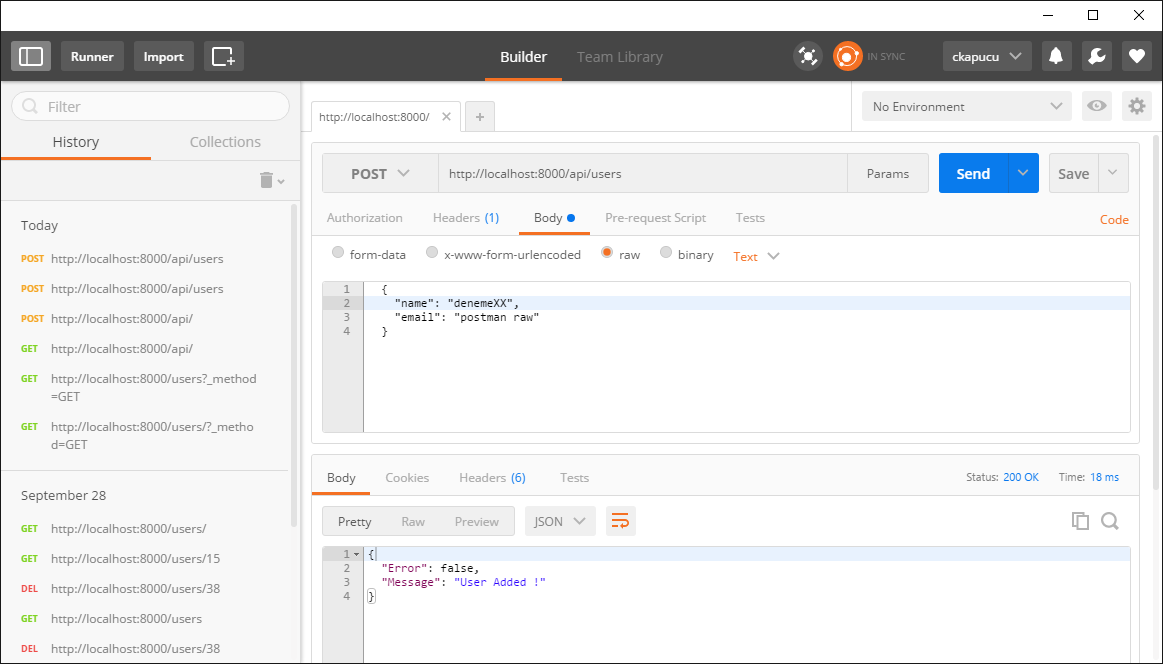 Runner
Import
Builder
Team Library
IN SYNC
ckapucu
Filter
History
Collections
Today
POST http://localhost:8000/api/users
POST http://localhost:8000/api/users
POST http://localhost:8000/api/
GET http://localhost:8000/api/
GET http://localhost:8000/users?_method
=GET
GET http://localhost:8000/users/?_metho
d=GET
September 28
GET http://localhost:8000/users/
GET http://localhost:8000/users/15
DEL http://localhost:8000/users/38
GET http://localhost:8000/users
DEL http://localhost:8000/users/38
http://localhost:8000/
No Environment
POST http://localhost:8000/api/users Params Send Save
Authorization Headers (1) Body Pre-request Script Tests Code
form-data x-www-form-urlencoded raw binary Text
1 {
2 "name": "denemeXX",
3 "email": "postman raw"
4 }
Body Cookies Headers (6) Tests Status: 200 OK Time: 18 ms
Pretty Raw Preview JSON
1 {
2 "Error": false,
3 "Message": "User Added !"
4 }